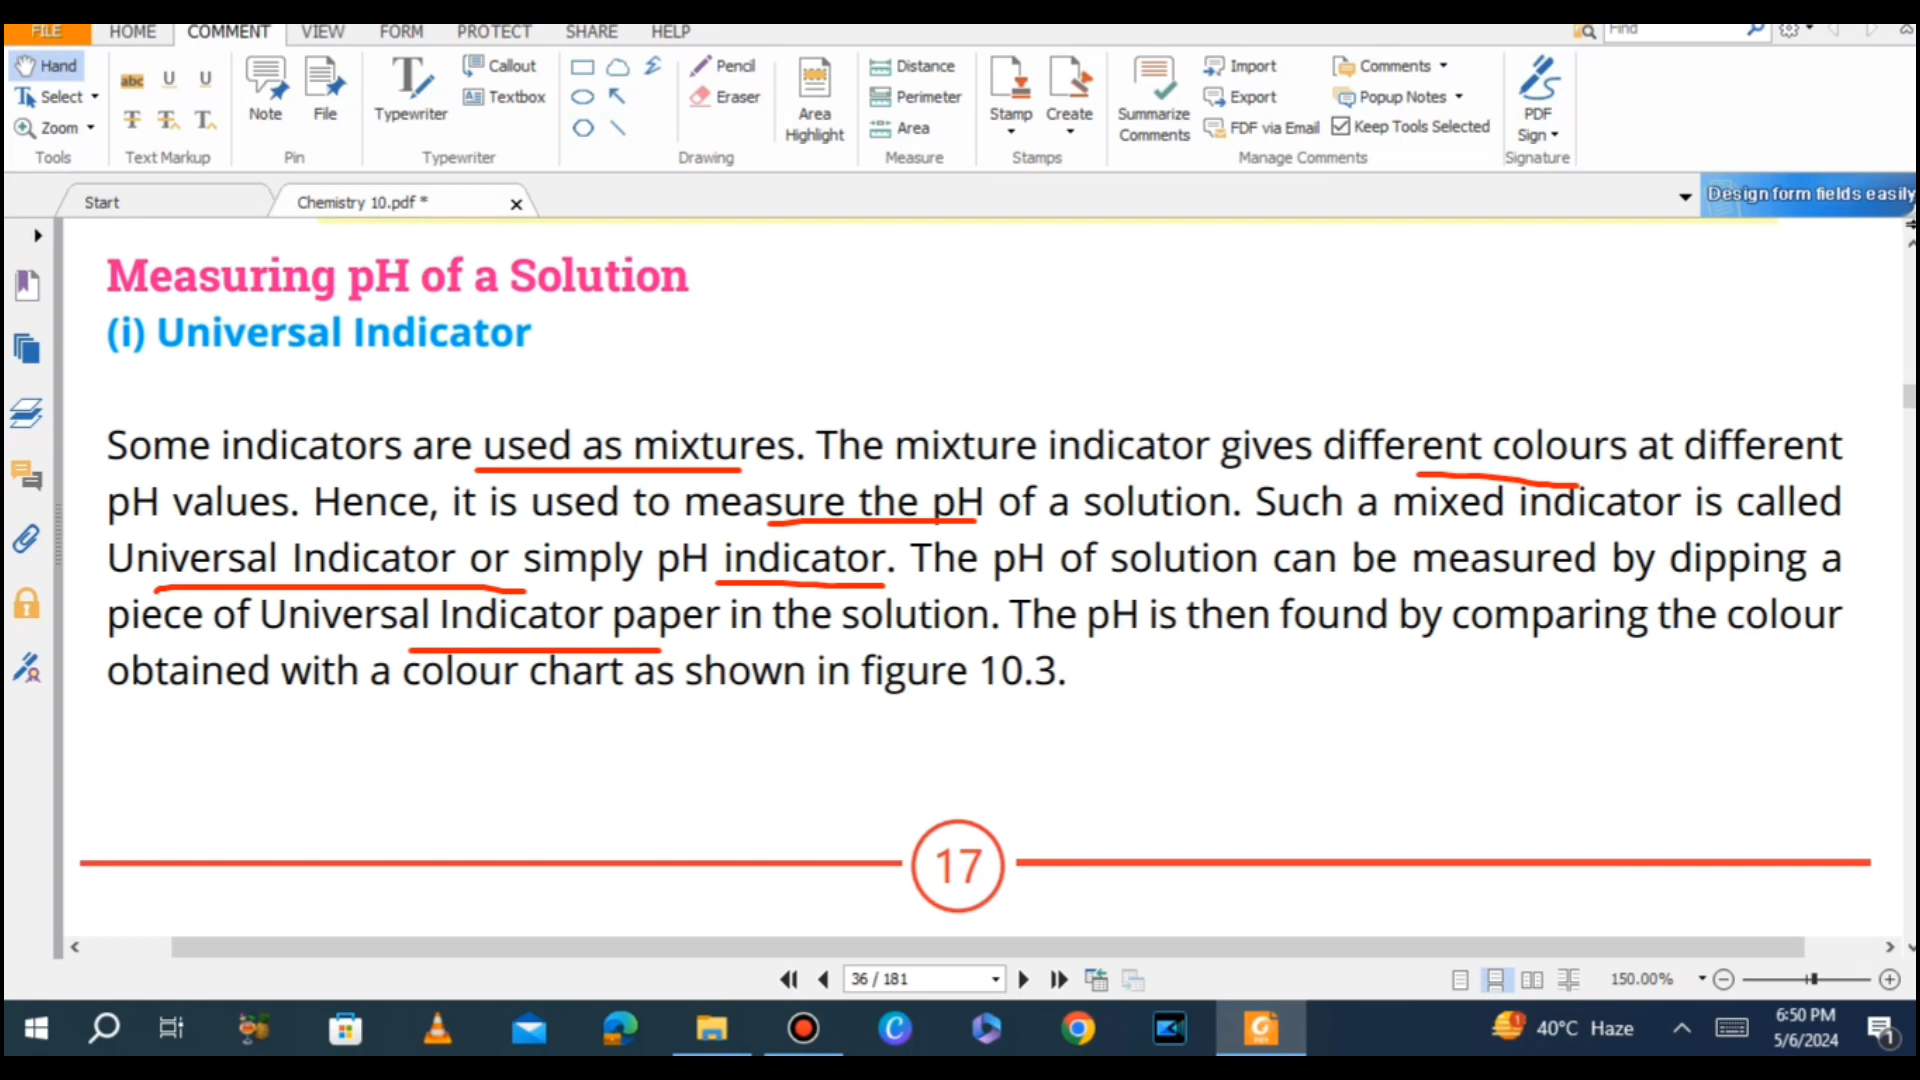 FILE HOME COMMENT VIEW FORM PROTECT SHARE HELP Find
Hand abc U U Callout Pencil Distance Import Comments
Select Textbox Eraser Perimeter Export Popup Notes
Zoom Note File Typewriter Area Highlight Area Stamp Create Summarize Comments FDF via Email Keep Tools Selected PDF Sign
Tools Text Markup Pin Typewriter Drawing Measure Stamps Manage Comments Signature
Start Chemistry 10.pdf * Design form fields easily
Measuring pH of a Solution
(i) Universal Indicator
Some indicators are used as mixtures. The mixture indicator gives different colours at different
pH values. Hence, it is used to measure the pH of a solution. Such a mixed indicator is called
Universal Indicator or simply pH indicator. The pH of solution can be measured by dipping a
piece of Universal Indicator paper in the solution. The pH is then found by comparing the colour
obtained with a colour chart as shown in figure 10.3.
17
36 / 181 150.00%
40°C Haze 6:50 PM
5/6/2024 1